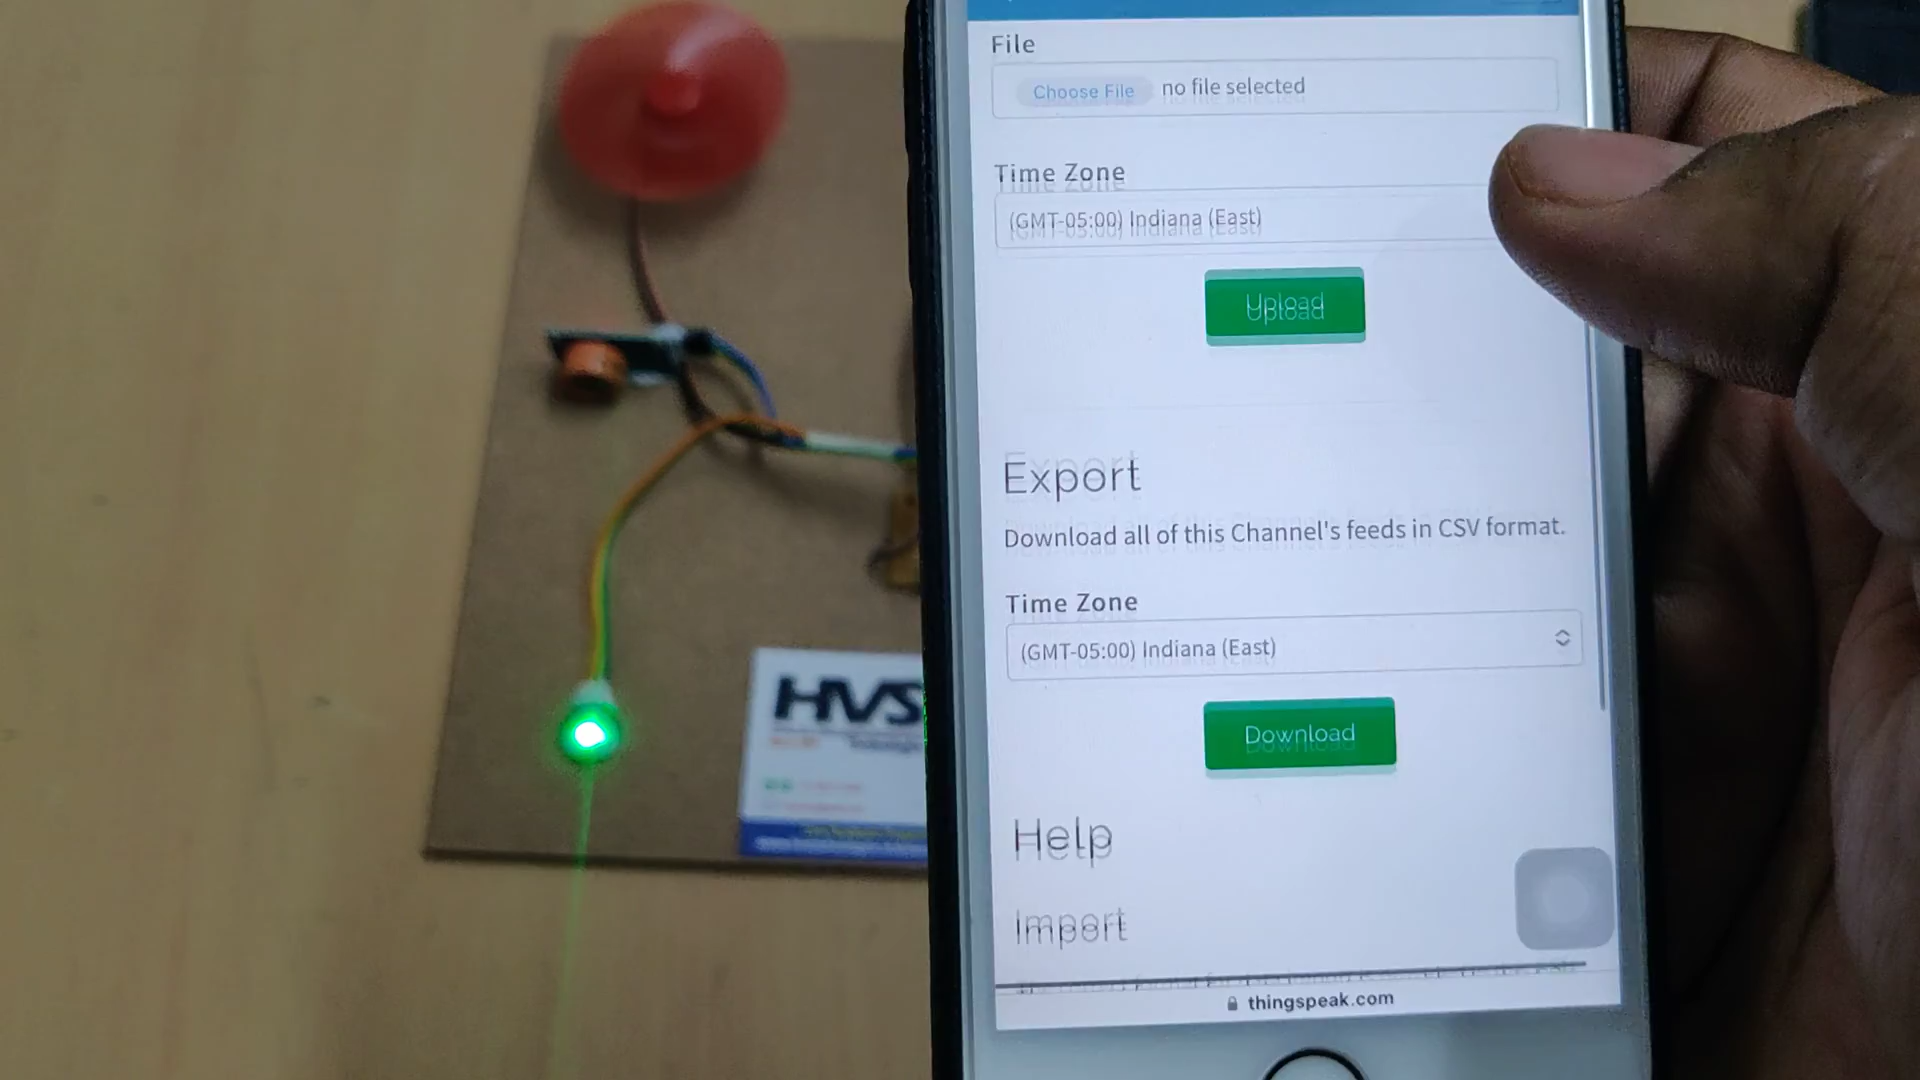 File
Choose File no file selected
Time Zone
(GMT-05:00) Indiana (East)
Upload
Export
Download all of this Channel's feeds in CSV format.
Time Zone
(GMT-05:00) Indiana (East)
Download
Help
Import
thingspeak.com
HVS